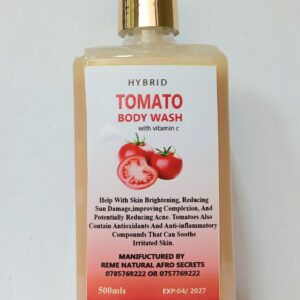 HYBRID
TOMATO
BODY WASH
with vitamin c
Help With Skin Brightening, Reducing
Sun Damage,improving Complexion, And
Potentially Reducing Acne. Tomatoes Also
Contain Antioxidants And Anti-inflammatory
Compounds That Can Soothe
Irritated Skin.
MANIFUCTURED BY
REME NATURAL AFRO SECRETS
0785769222 OR 0757769222
500mls EXP:04/ 2027